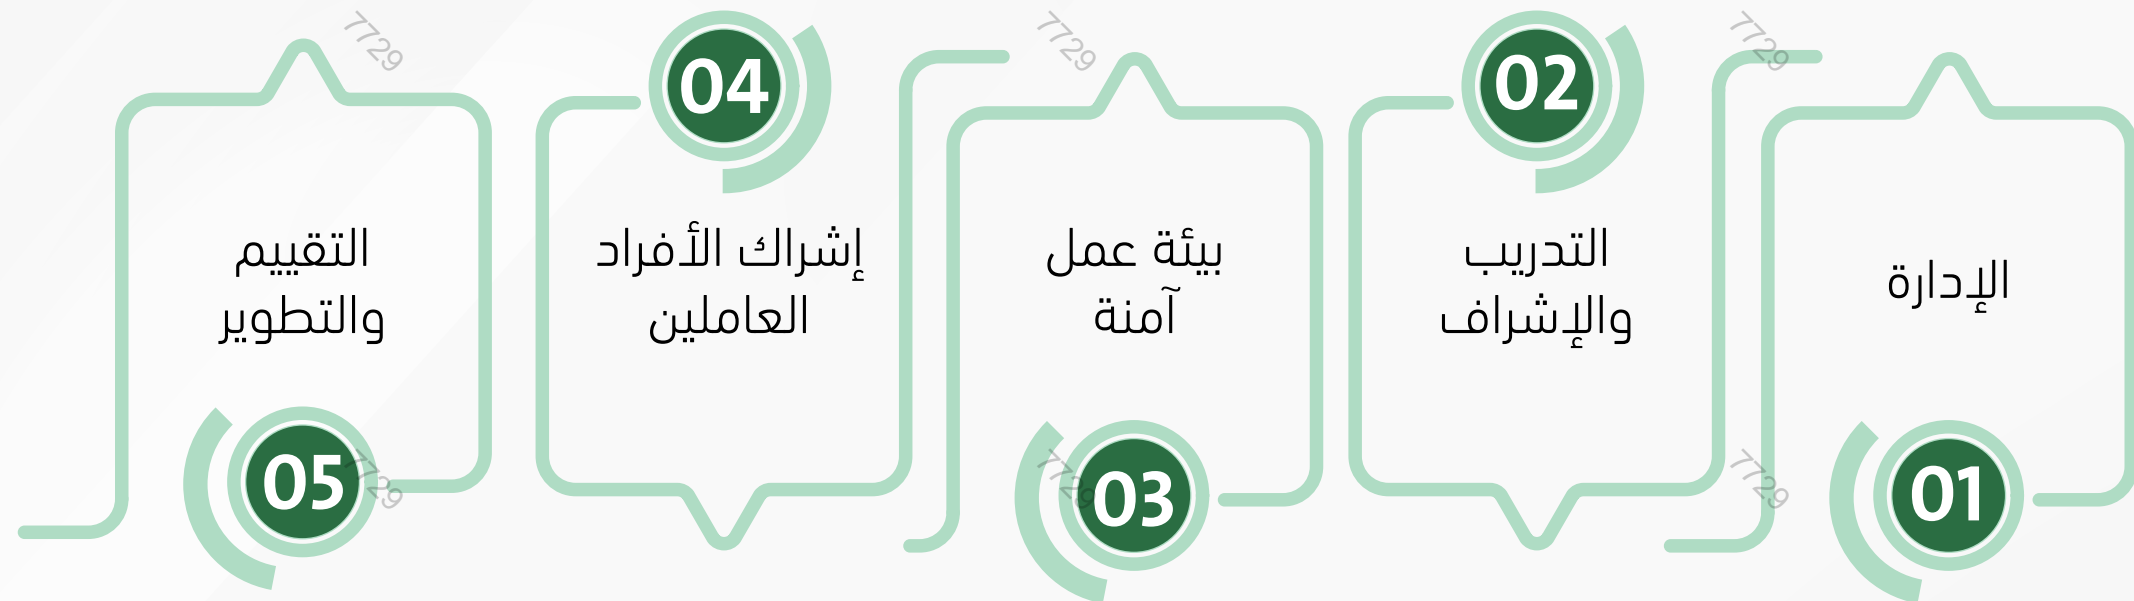 01
الإدارة
02
التدريب
والإشراف
03
بيئة عمل
آمنة
04
إشراك الأفراد
العاملين
05
التقييم
والتطوير
7729
7729
7729
7729
7729
7729